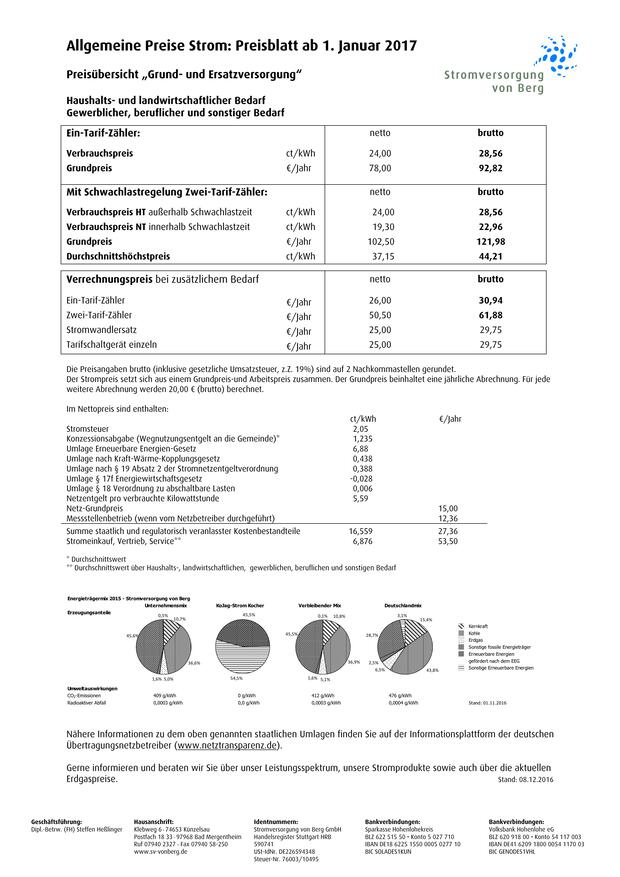 Allgemeine Preise Strom: Preisblatt ab 1. Januar 2017
Preisübersicht „Grund- und Ersatzversorgung“
Stromversorgung
von Berg
Haushalts- und landwirtschaftlicher Bedarf
Gewerblicher, beruflicher und sonstiger Bedarf
Ein-Tarif-Zähler: netto brutto
Verbrauchspreis ct/kWh 24,00 28,56
Grundpreis €/Jahr 78,00 92,82
Mit Schwachlastregelung Zwei-Tarif-Zähler: netto brutto
Verbrauchspreis HT außerhalb Schwachlastzeit ct/kWh 24,00 28,56
Verbrauchspreis NT innerhalb Schwachlastzeit ct/kWh 19,30 22,96
Grundpreis €/Jahr 102,50 121,98
Durchschnittshöchstpreis ct/kWh 37,15 44,21
Verrechnungspreis bei zusätzlichem Bedarf netto brutto
Ein-Tarif-Zähler €/Jahr 26,00 30,94
Zwei-Tarif-Zähler €/Jahr 50,50 61,88
Stromwandlersatz €/Jahr 25,00 29,75
Tarifschaltgerät einzeln €/Jahr 25,00 29,75
Die Preisangaben brutto (inklusive gesetzliche Umsatzsteuer, z.Z. 19%) sind auf 2 Nachkommastellen gerundet.
Der Strompreis setzt sich aus einem Grundpreis-und Arbeitspreis zusammen. Der Grundpreis beinhaltet eine jährliche Abrechnung. Für jede
weitere Abrechnung werden 20,00 € (brutto) berechnet.
Im Nettopreis sind enthalten:
ct/kWh €/Jahr
Stromsteuer 2,05
Konzessionsabgabe (Wegnutzungsentgelt an die Gemeinde)* 1,235
Umlage Erneuerbare Energien-Gesetz 6,88
Umlage nach Kraft-Wärme-Kopplungsgesetz 0,438
Umlage nach § 19 Absatz 2 der Stromnetzentgeltverordnung 0,388
Umlage § 17f Energiewirtschaftsgesetz -0,028
Umlage § 18 Verordnung zu abschaltbare Lasten 0,006
Netzentgelt pro verbrauchte Kilowattstunde 5,59
Netz-Grundpreis 15,00
Messstellenbetrieb (wenn vom Netzbetreiber durchgeführt) 12,36
Summe staatlich und regulatorisch veranlasster Kostenbestandteile 16,559 27,36
Stromeinkauf, Vertrieb, Service** 6,876 53,50
* Durchschnittswert
** Durchschnittswert über Haushalts-, landwirtschaftlichen, gewerblichen, beruflichen und sonstigen Bedarf
Energieträgermix 2015 - Stromversorgung von Berg
Unternehmensmix KoJag-Strom Kocher Verbleibender Mix Deutschlandmix
Erzeugungsanteile
0,5% 10,7% 36,6% 5,0% 1,6% 45,6%
45,5% 54,5%
0,5% 10,8% 36,9% 5,1% 1,6% 45,5%
3,1% 15,4% 43,8% 6,5% 2,5% 28,7%
Kernkraft
Kohle
Erdgas
Sonstige fossile Energieträger
Erneuerbare Energien
gefördert nach dem EEG
Sonstige Erneuerbare Energien
Umweltauswirkungen
CO₂-Emissionen 409 g/kWh 0 g/kWh 412 g/kWh 476 g/kWh
Radioaktiver Abfall 0,0003 g/kWh 0,0 g/kWh 0,0003 g/kWh 0,0004 g/kWh Stand: 01.11.2016
Nähere Informationen zu dem oben genannten staatlichen Umlagen finden Sie auf der Informationsplattform der deutschen
Übertragungsnetzbetreiber (www.netztransparenz.de).
Gerne informieren und beraten wir Sie über unser Leistungsspektrum, unsere Stromprodukte sowie auch über die aktuellen
Erdgaspreise. Stand: 08.12.2016
Geschäftsführung:
Dipl.-Betrw. (FH) Steffen Heßlinger
Hausanschrift:
Klebweg 6 · 74653 Künzelsau
Postfach 18 33 · 97968 Bad Mergentheim
Ruf 07940 2327 · Fax 07940 58-250
www.sv-vonberg.de
Identnummern:
Stromversorgung von Berg GmbH
Handelsregister Stuttgart HRB
590741
USt-IdNr. DE226594348
Steuer-Nr. 76003/10495
Bankverbindungen:
Sparkasse Hohenlohekreis
BLZ 622 515 50 • Konto 5 027 710
IBAN DE18 6225 1550 0005 0277 10
BIC SOLADES1KUN
Bankverbindungen:
Volksbank Hohenlohe eG
BLZ 620 918 00 • Konto 54 117 003
IBAN DE41 6209 1800 0054 1170 03
BIC GENODES1VHL